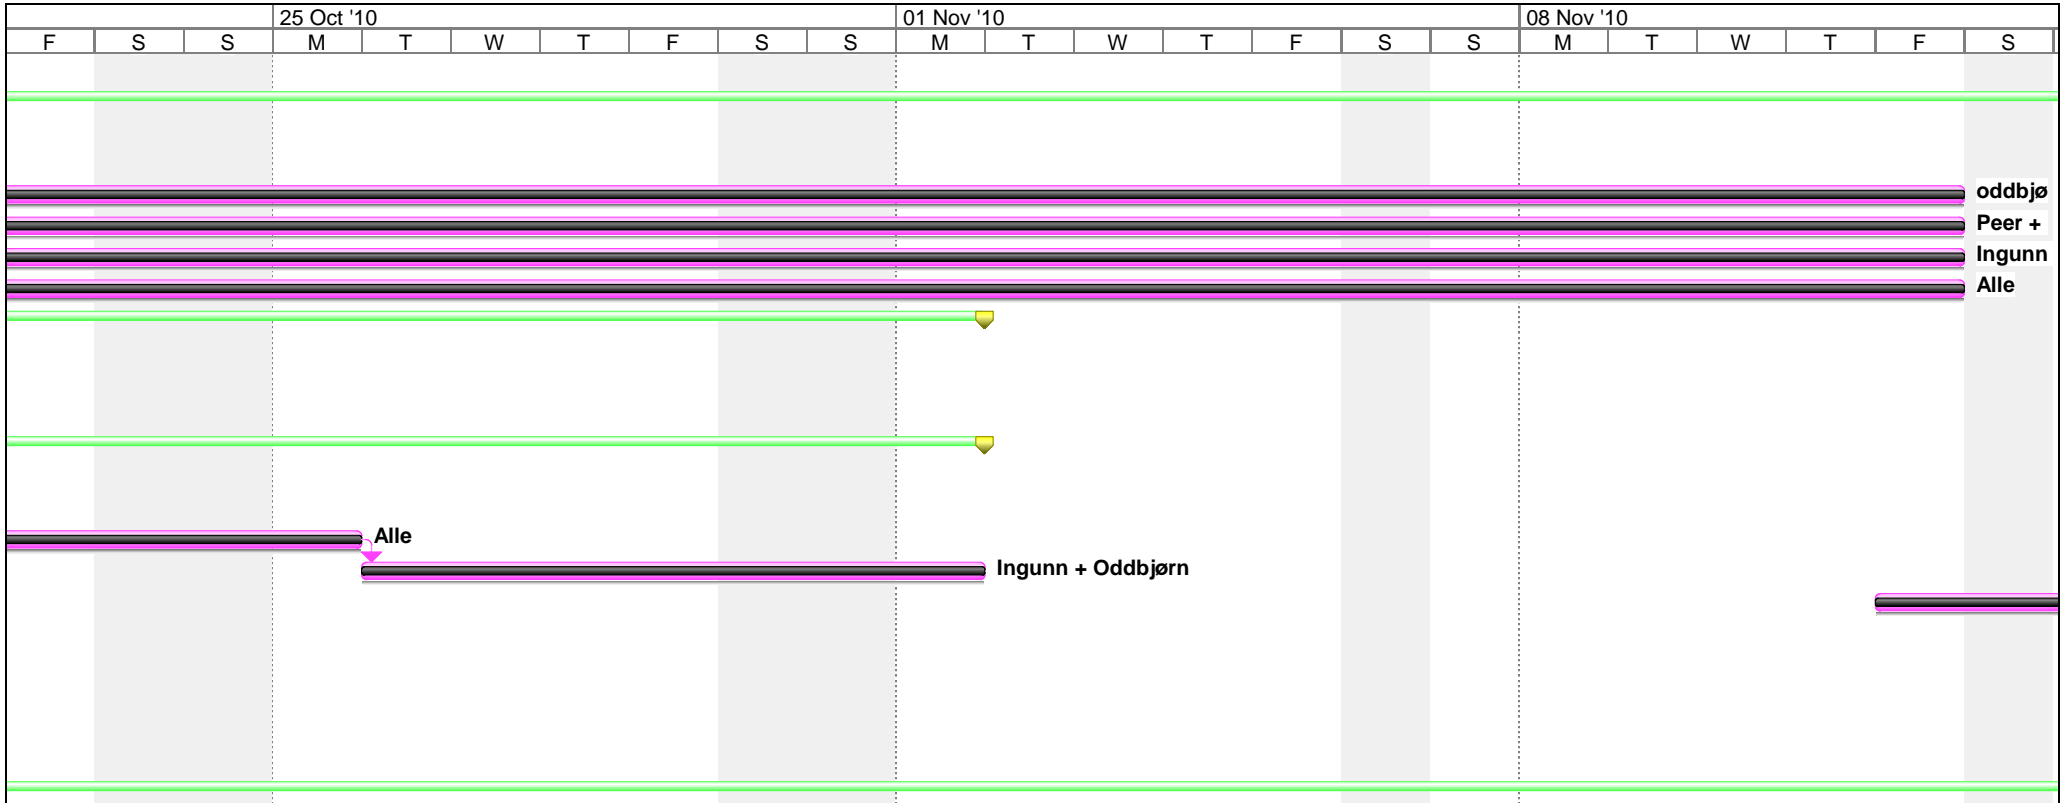 25 Oct '10 01 Nov '10 08 Nov '10
F S S M T W T F S S M T W T F S S M T W T F S
oddbjø
Peer +
Ingunn
Alle
Alle
Ingunn + Oddbjørn